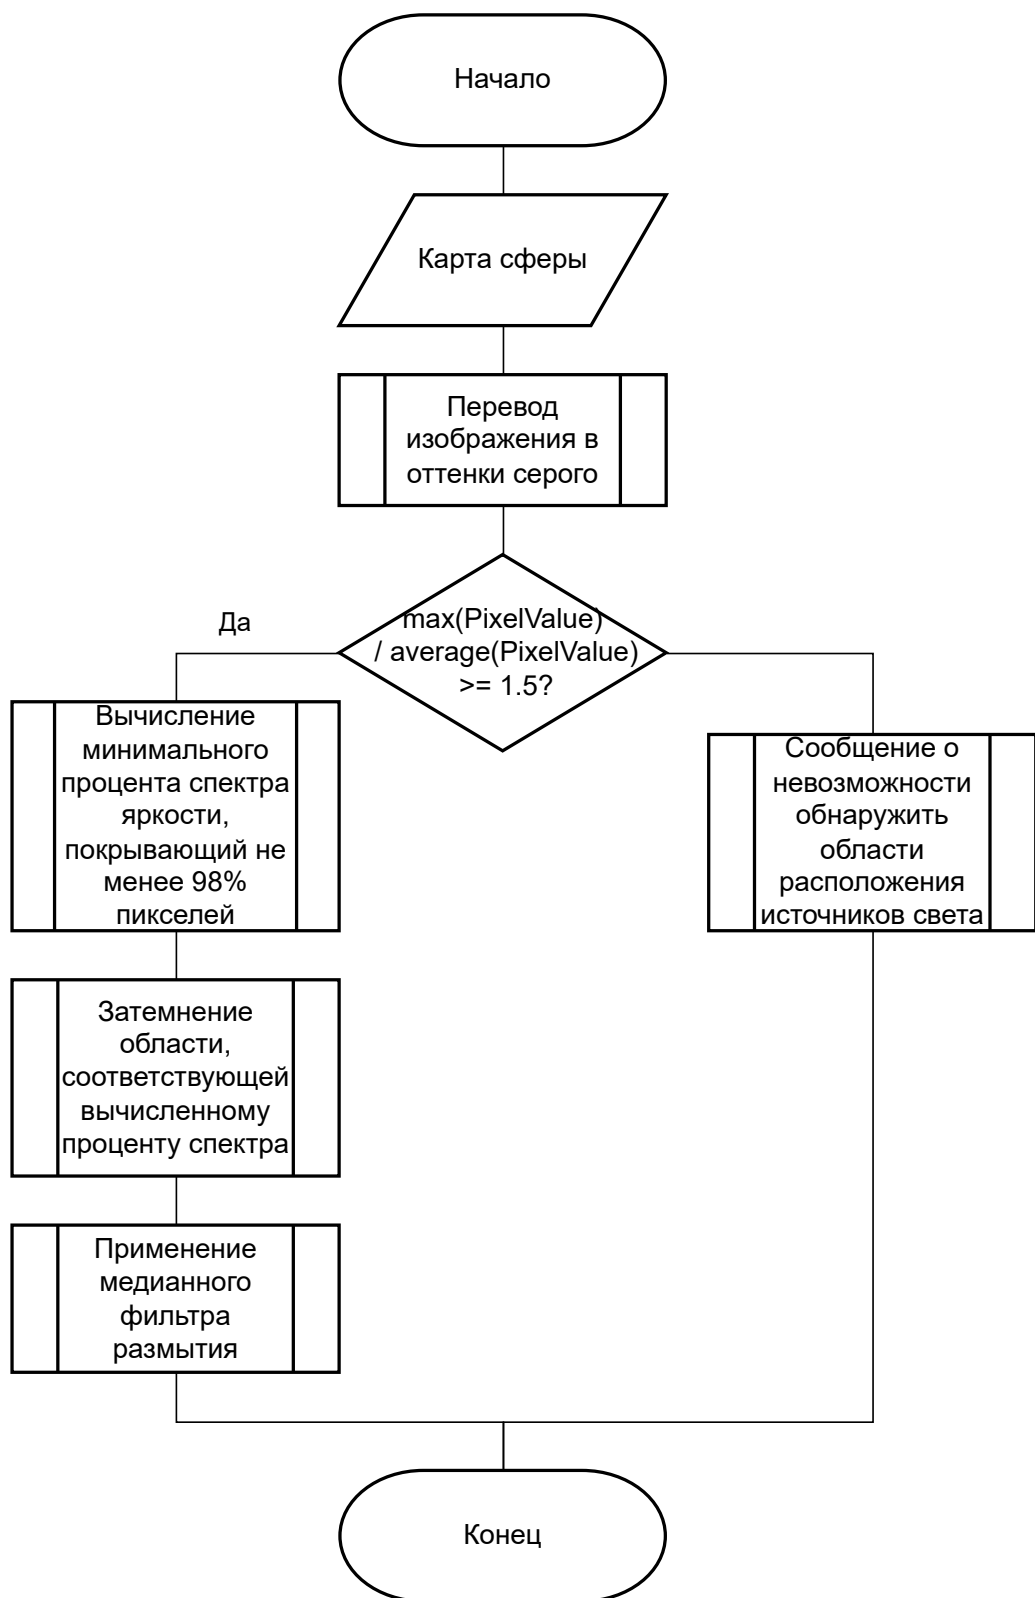 Начало
Карта сферы
Перевод
изображения в
оттенки серого
max(PixelValue)
/ average(PixelValue)
>= 1.5?
Да
Вычисление
минимального
процента спектра
яркости,
покрывающий не
менее 98%
пикселей
Сообщение о
невозможности
обнаружить
области
расположения
источников света
Затемнение
области,
соответствующей
вычисленному
проценту спектра
Применение
медианного
фильтра
размытия
Конец